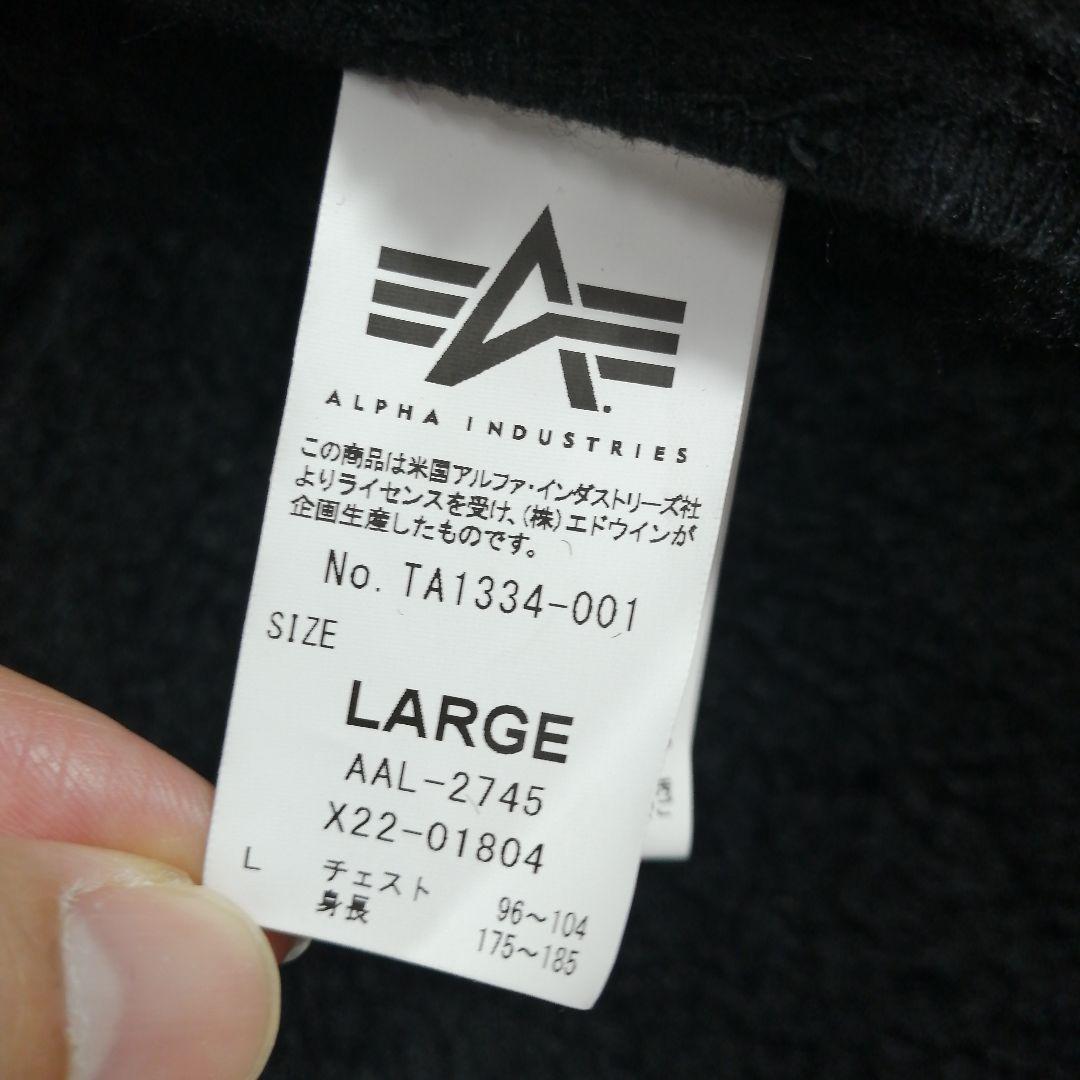 ALPHA INDUSTRIES
この商品は米国アルファ・インダストリーズ社
よりライセンスを受け、(株)エドウインが
企画生産したものです。
No. TA1334-001
SIZE
LARGE
AAL-2745
X22-01804
L チェスト 96～104
身長 175～185